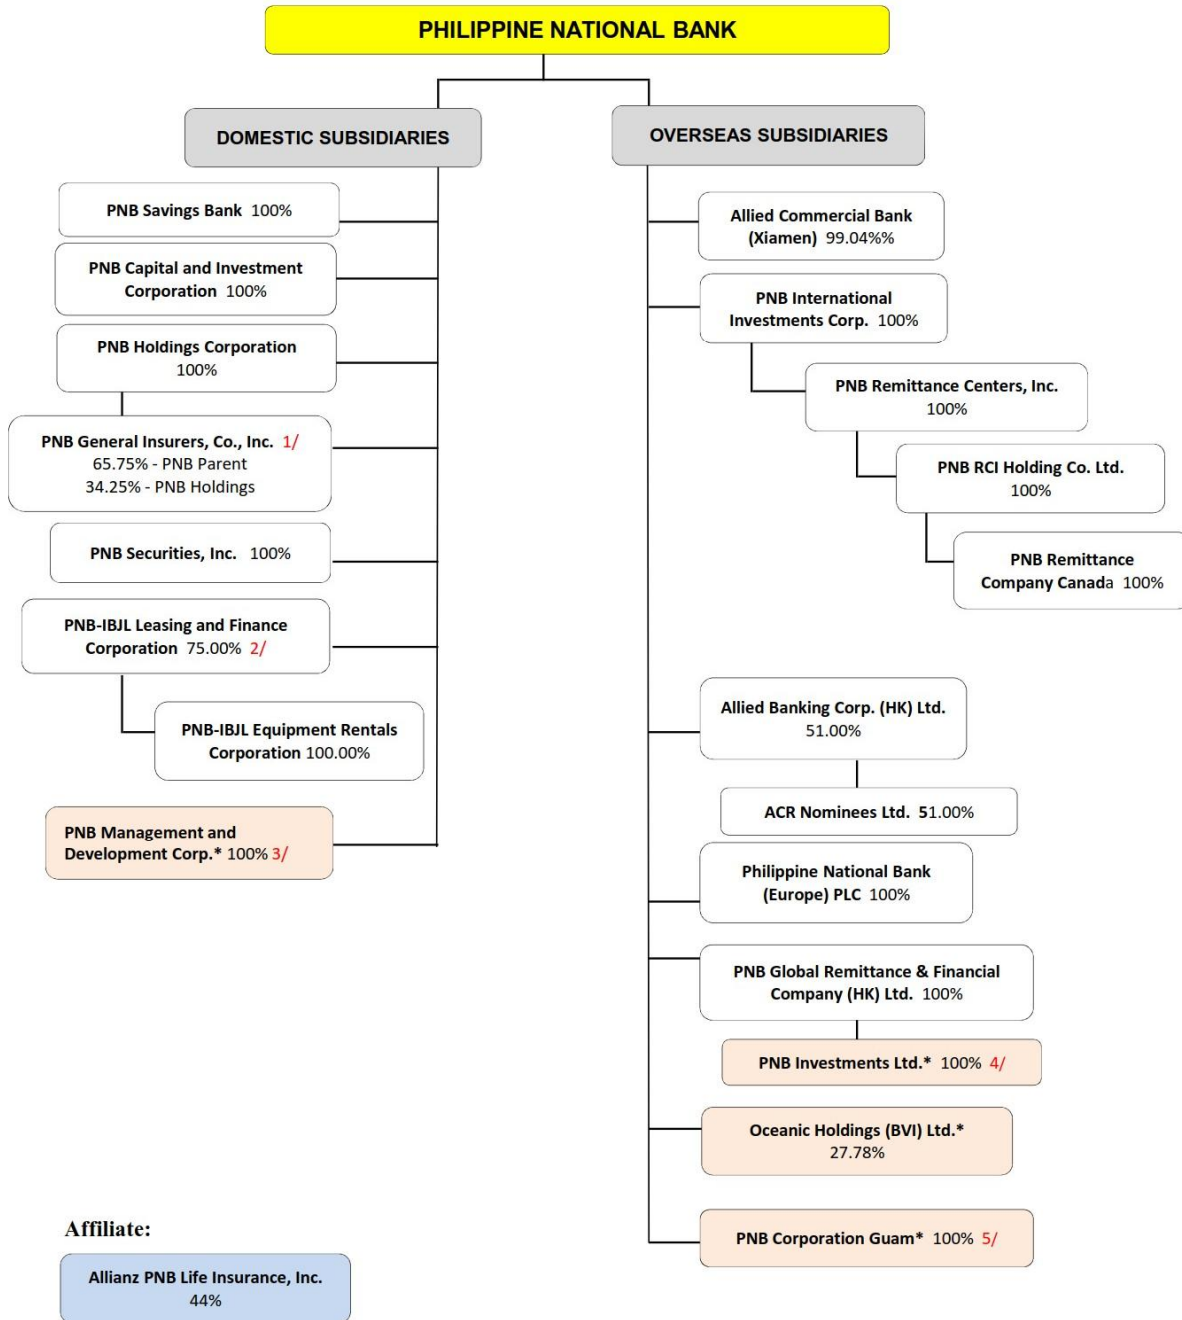 PHILIPPINE NATIONAL BANK
DOMESTIC SUBSIDIARIES
PNB Savings Bank 100%
PNB Capital and Investment
Corporation 100%
PNB Holdings Corporation
100%
PNB General Insurers, Co., Inc. 1/
65.75% - PNB Parent
34.25% - PNB Holdings
PNB Securities, Inc. 100%
PNB-IBJL Leasing and Finance
Corporation 75.00% 2/
PNB-IBJL Equipment Rentals
Corporation 100.00%
PNB Management and
Development Corp.* 100% 3/
OVERSEAS SUBSIDIARIES
Allied Commercial Bank
(Xiamen) 99.04%%
PNB International
Investments Corp. 100%
PNB Remittance Centers, Inc.
100%
PNB RCI Holding Co. Ltd.
100%
PNB Remittance
Company Canada 100%
Allied Banking Corp. (HK) Ltd.
51.00%
ACR Nominees Ltd. 51.00%
Philippine National Bank
(Europe) PLC 100%
PNB Global Remittance & Financial
Company (HK) Ltd. 100%
PNB Investments Ltd.* 100% 4/
Oceanic Holdings (BVI) Ltd.*
27.78%
PNB Corporation Guam* 100% 5/
Affiliate:
Allianz PNB Life Insurance, Inc.
44%